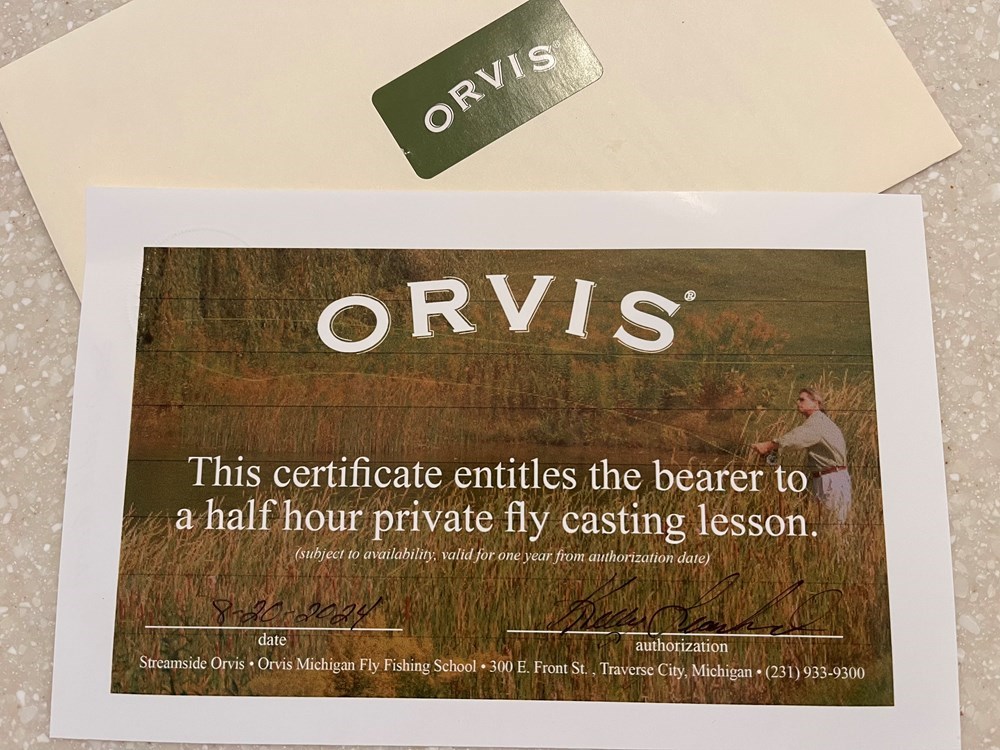 ORVIS®
ORVIS®
This certificate entitles the bearer to
a half hour private fly casting lesson.
(subject to availability, valid for one year from authorization date)
8-20-2024
date
authorization
Streamside Orvis • Orvis Michigan Fly Fishing School • 300 E. Front St. , Traverse City, Michigan • (231) 933-9300